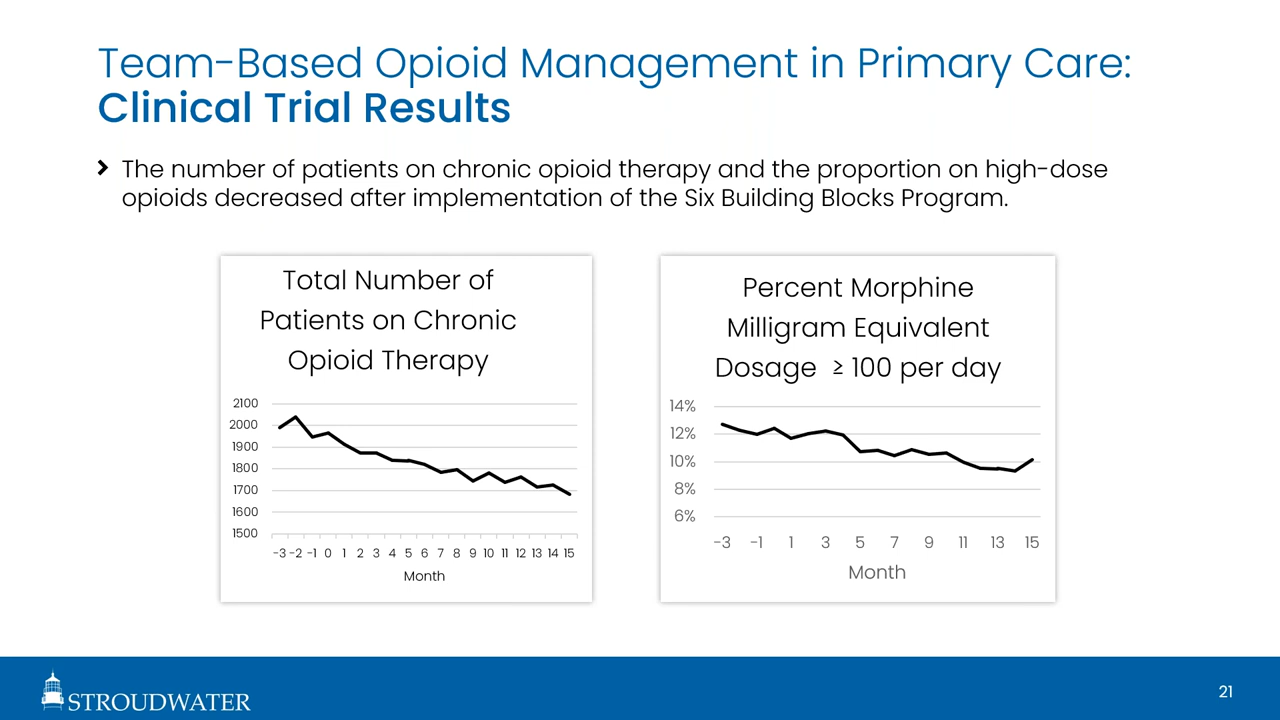 Team-Based Opioid Management in Primary Care:
Clinical Trial Results
The number of patients on chronic opioid therapy and the proportion on high-dose
opioids decreased after implementation of the Six Building Blocks Program.
Total Number of
Patients on Chronic
Opioid Therapy
2100
2000
1900
1800
1700
1600
1500
-3 -2 -1 0 1 2 3 4 5 6 7 8 9 10 11 12 13 14 15
Month
Percent Morphine
Milligram Equivalent
Dosage ≥ 100 per day
14%
12%
10%
8%
6%
-3 -1 1 3 5 7 9 11 13 15
Month
STROUDWATER
21